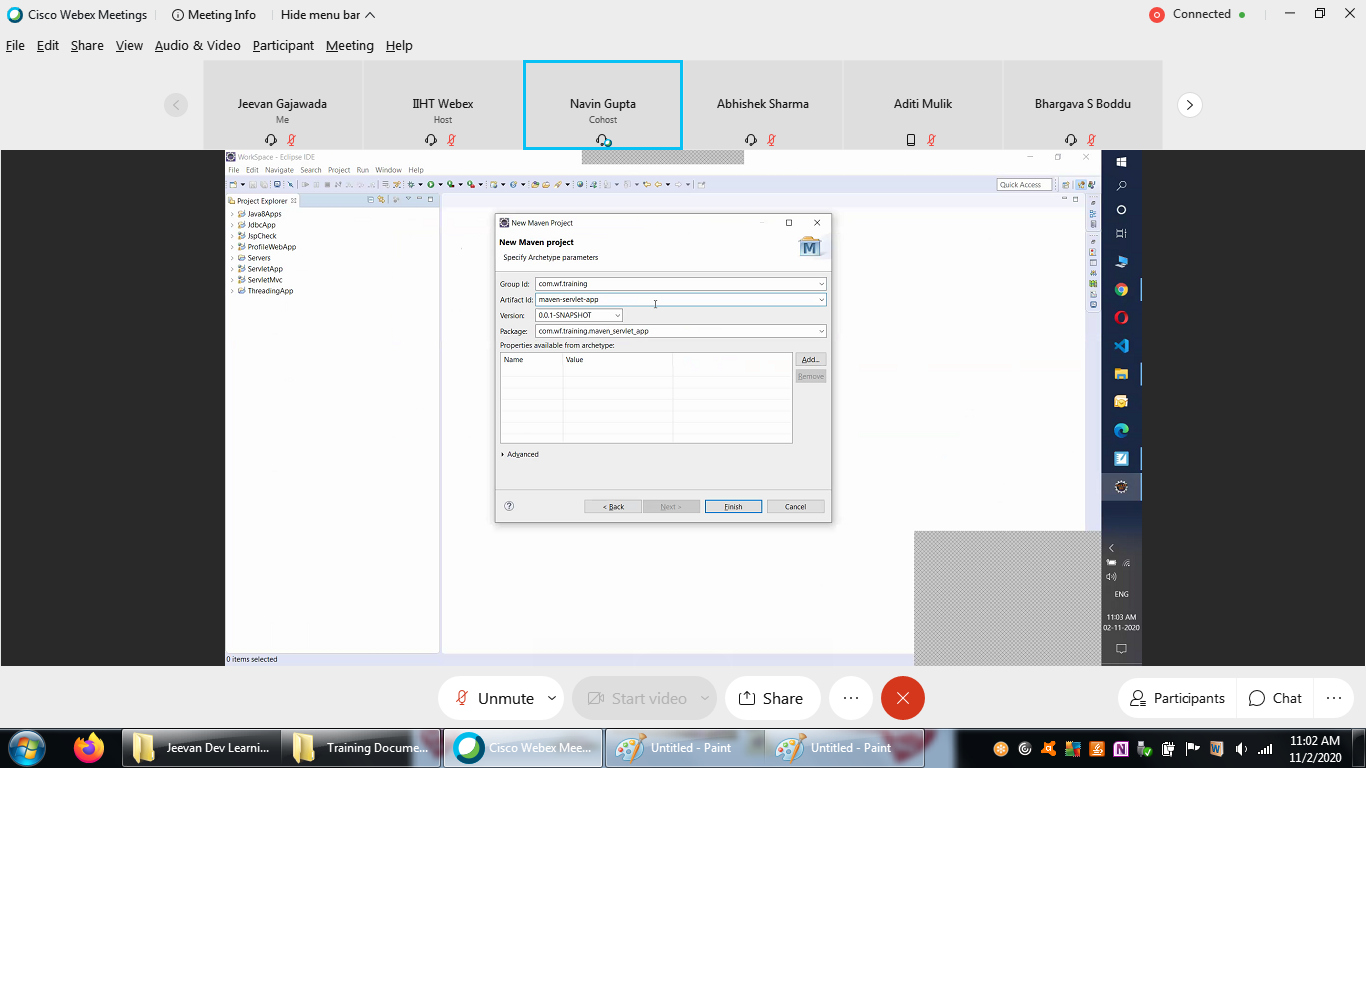 Cisco Webex Meetings
Meeting Info
Hide menu bar
Connected
File Edit Share View Audio & Video Participant Meeting Help
Jeevan Gajawada
Me
IIHT Webex
Host
Navin Gupta
Cohost
Abhishek Sharma
Aditi Mulik
Bhargava S Boddu
WorkSpace - Eclipse IDE
File Edit Navigate Search Project Run Window Help
Quick Access
Project Explorer
Java8Apps
JdbcApp
JspCheck
ProfileWebApp
Servers
ServletApp
ServletMvc
ThreadingApp
New Maven Project
New Maven project
Specify Archetype parameters
M
Group Id: com.wf.training
Artifact Id: maven-servlet-app
Version: 0.0.1-SNAPSHOT
Package: com.wf.training.maven_servlet_app
Properties available from archetype:
Name Value
Add...
Remove
Advanced
< Back Next > Finish Cancel
ENG
11:03 AM
02-11-2020
0 items selected
Unmute
Start video
Share
Participants
Chat
Jeevan Dev Learni...
Training Docume...
Cisco Webex Mee...
Untitled - Paint
Untitled - Paint
11:02 AM
11/2/2020